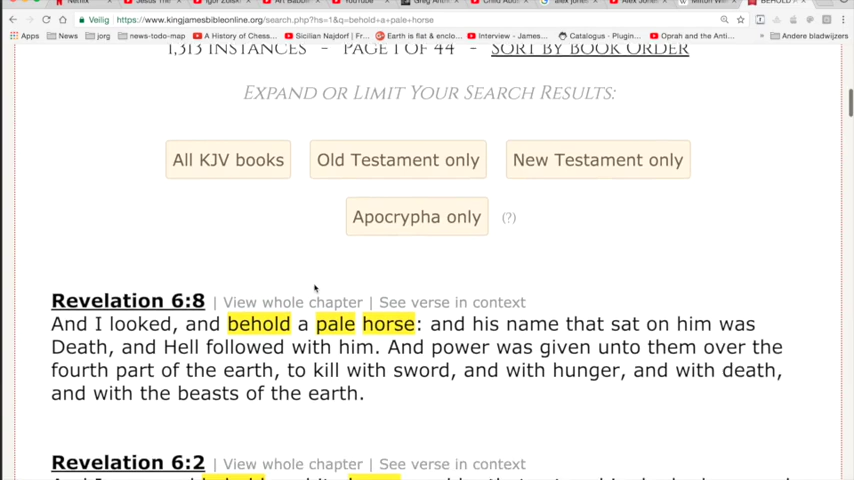 Netflix Jesus The YouTube
Veilig https://www.kingjamesbibleonline.org/search.php?hs=1&q=behold+a+pale+horse
Apps News jorg news-todo-map A History of Chess... Sicilian Najdorf | Fr... Earth is flat & enclo... Interview - James... Catalogus - Plugin... Oprah and the Anti... » Andere bladwijzers
1,313 INSTANCES - PAGE 1 OF 44 - SORT BY BOOK ORDER
EXPAND OR LIMIT YOUR SEARCH RESULTS:
All KJV books Old Testament only New Testament only
Apocrypha only (?)
Revelation 6:8 | View whole chapter | See verse in context
And I looked, and behold a pale horse: and his name that sat on him was
Death, and Hell followed with him. And power was given unto them over the
fourth part of the earth, to kill with sword, and with hunger, and with death,
and with the beasts of the earth.
Revelation 6:2 | View whole chapter | See verse in context